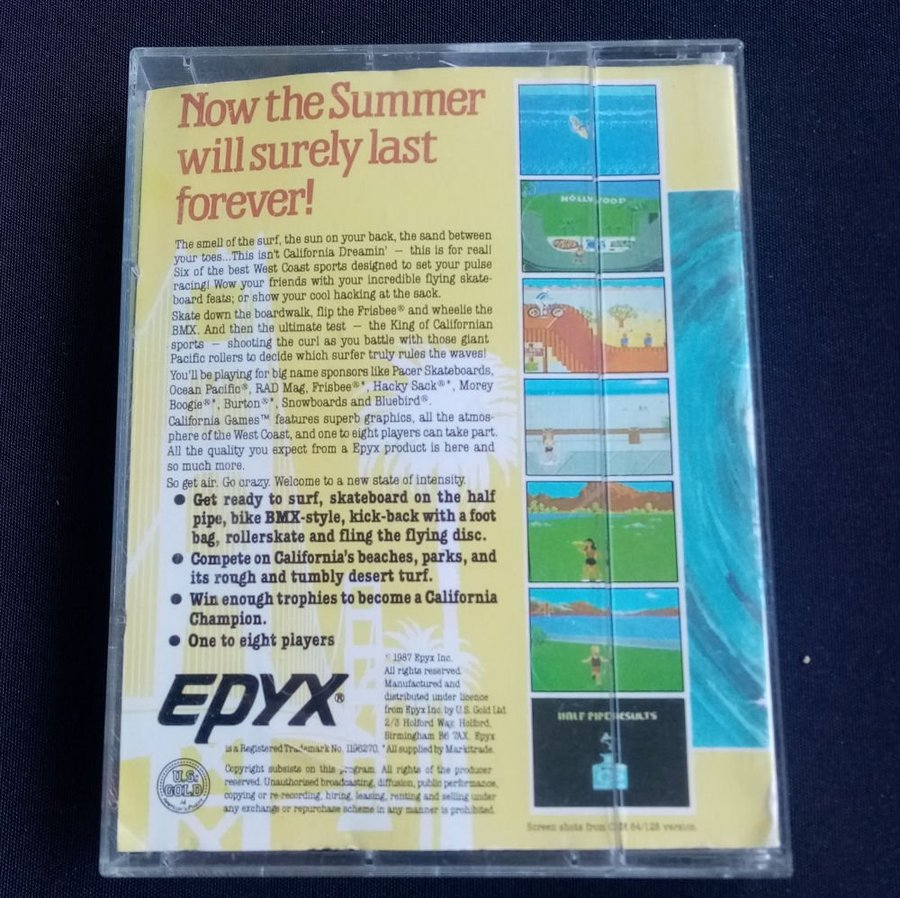 Now the Summer
will surely last
forever!
The smell of the surf, the sun on your back, the sand between
your toes...This isn't California Dreamin' — this is for real!
Six of the best West Coast sports designed to set your pulse
racing! Wow your friends with your incredible flying skate-
board feats; or show your cool hacking at the sack.
Skate down the boardwalk, flip the Frisbee® and wheelie the
BMX. And then the ultimate test — the King of Californian
sports — shooting the curl as you battle with those giant
Pacific rollers to decide which surfer truly rules the waves!
You'll be playing for big name sponsors like Pacer Skateboards,
Ocean Pacific®, RAD Mag, Frisbee®*, Hacky Sack®*, Morey
Boogie®*, Burton®*, Snowboards and Bluebird®.
California Games™ features superb graphics, all the atmos-
phere of the West Coast, and one to eight players can take part.
All the quality you expect from a Epyx product is here and
so much more.
So get air. Go crazy. Welcome to a new state of intensity.
● Get ready to surf, skateboard on the half
pipe, bike BMX-style, kick-back with a foot
bag, rollerskate and fling the flying disc.
● Compete on California's beaches, parks, and
its rough and tumbly desert turf.
● Win enough trophies to become a California
Champion.
● One to eight players
EPYX®
© 1987 Epyx Inc.
All rights reserved.
Manufactured and
distributed under licence
from Epyx Inc. by U.S. Gold Ltd.
2/3 Holford Way, Holford,
Birmingham B6 7AX. Epyx
is a Registered Trademark No. 1196270. *All supplied by Markitrade.
U.S.
GOLD
Copyright subsists on this program. All rights of the producer
reserved. Unauthorised broadcasting, diffusion, public performance,
copying or re-recording, hiring, leasing, renting and selling under
any exchange or repurchase scheme in any manner is prohibited.
HOLLYWOOD
HALF PIPE RESULTS
Screen shots from CBM 64/128 version.